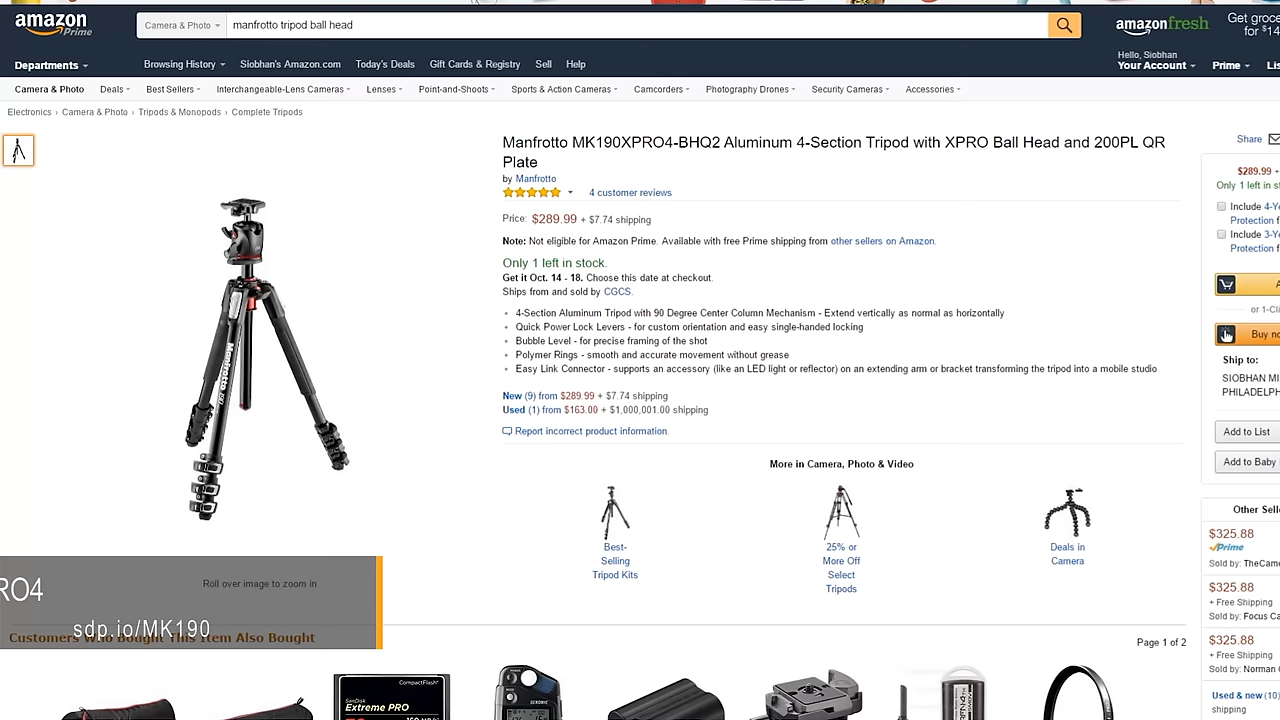 amazon Prime
Camera & Photo
manfrotto tripod ball head
amazonfresh
Get groce
for $14
Departments
Browsing History
Siobhan's Amazon.com
Today's Deals
Gift Cards & Registry
Sell
Help
Hello, Siobhan
Your Account
Prime
Lis
Camera & Photo
Deals
Best Sellers
Interchangeable-Lens Cameras
Lenses
Point-and-Shoots
Sports & Action Cameras
Camcorders
Photography Drones
Security Cameras
Accessories
Electronics › Camera & Photo › Tripods & Monopods › Complete Tripods
Manfrotto MK190XPRO4-BHQ2 Aluminum 4-Section Tripod with XPRO Ball Head and 200PL QR
Plate
by Manfrotto
4 customer reviews
Price: $289.99 + $7.74 shipping
Note: Not eligible for Amazon Prime. Available with free Prime shipping from other sellers on Amazon.
Only 1 left in stock.
Get it Oct. 14 - 18. Choose this date at checkout.
Ships from and sold by CGCS.
4-Section Aluminum Tripod with 90 Degree Center Column Mechanism - Extend vertically as normal as horizontally
Quick Power Lock Levers - for custom orientation and easy single-handed locking
Bubble Level - for precise framing of the shot
Polymer Rings - smooth and accurate movement without grease
Easy Link Connector - supports an accessory (like an LED light or reflector) on an extending arm or bracket transforming the tripod into a mobile studio
New (9) from $289.99 + $7.74 shipping
Used (1) from $163.00 + $1,000,001.00 shipping
Report incorrect product information.
More in Camera, Photo & Video
Best-
Selling
Tripod Kits
25% or
More Off
Select
Tripods
Deals in
Camera
Share
$289.99 +
Only 1 left in s
Include 4-Ye
Protection f
Include 3-Ye
Protection f
A
or 1-Cli
Buy no
Ship to:
SIOBHAN MI
PHILADELPH
Add to List
Add to Baby
Other Selle
$325.88
Prime
Sold by: TheCame
$325.88
+ Free Shipping
Sold by: Focus Ca
$325.88
+ Free Shipping
Sold by: Norman C
Used & new (10)
shipping
Manfrotto 190
Roll over image to zoom in
RO4
sdp.io/MK190
Customers Who Bought This Item Also Bought
Page 1 of 2
CompactFlash
SanDisk
Extreme PRO
SEKONIC